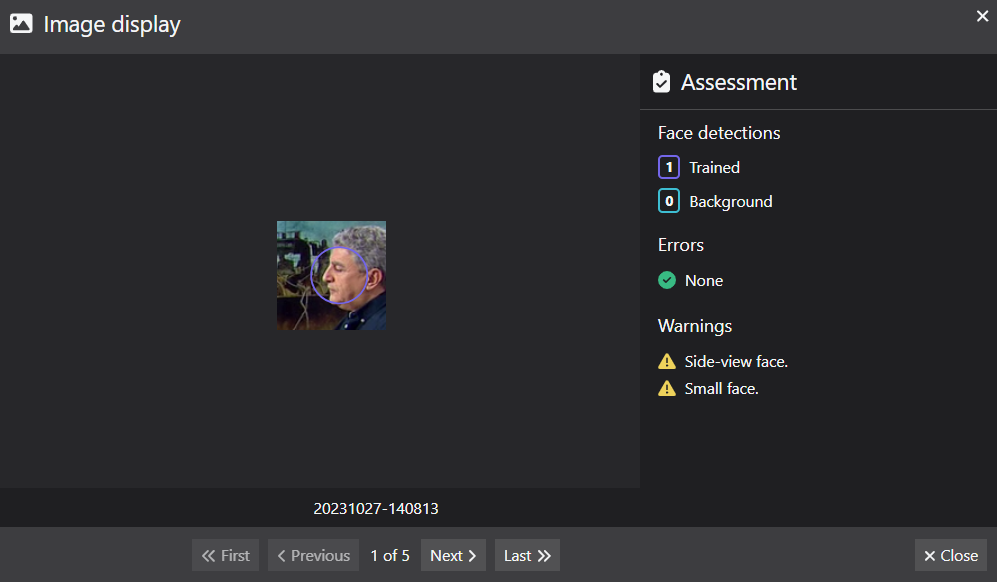 Image display
Assessment
Face detections
1 Trained
0 Background
Errors
None
Warnings
Side-view face.
Small face.
20231027-140813
First
Previous
1 of 5
Next
Last
Close